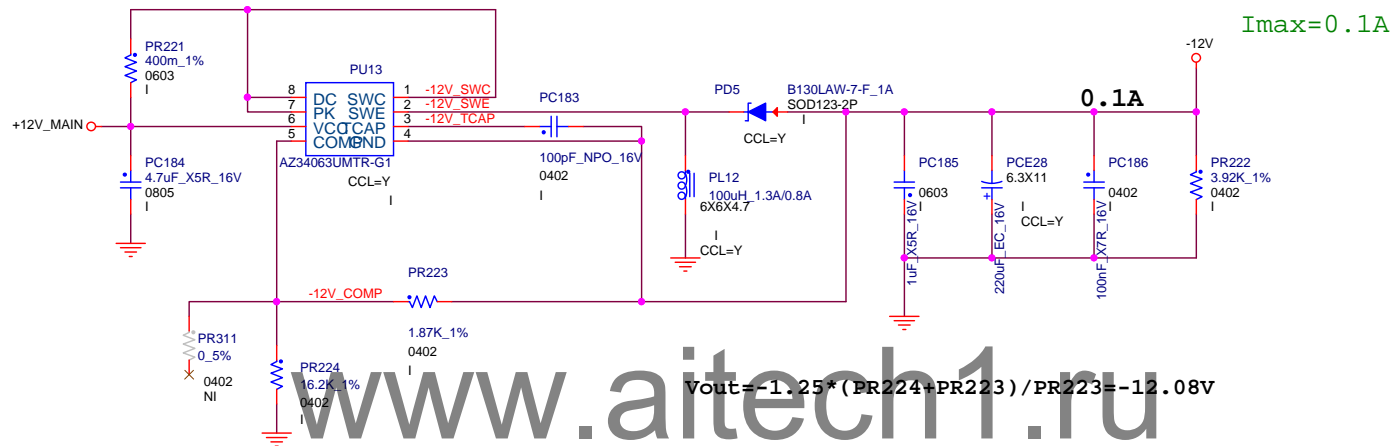 Imax=0.1A
-12V
PR221
400m_1%
0603
I
PU13
8
7
6
5
DC
PK
VCC
COMP
SWC
SWE
TCAP
GND
1
2
3
4
-12V_SWC
-12V_SWE
-12V_TCAP
AZ34063UMTR-G1
CCL=Y
I
+12V_MAIN
PC184
4.7uF_X5R_16V
0805
I
PC183
100pF_NPO_16V
0402
I
PD5
B130LAW-7-F_1A
SOD123-2P
I
CCL=Y
0.1A
PL12
100uH_1.3A/0.8A
6X6X4.7
I
CCL=Y
PC185
0603
I
1uF_X5R_16V
PCE28
6.3X11
I
CCL=Y
220uF_EC_16V
PC186
0402
I
100nF_X7R_16V
PR222
3.92K_1%
0402
I
-12V_COMP
PR223
1.87K_1%
0402
I
PR311
0_5%
0402
NI
PR224
16.2K_1%
0402
I
Vout=-1.25*(PR224+PR223)/PR223=-12.08V
www.aitech1.ru